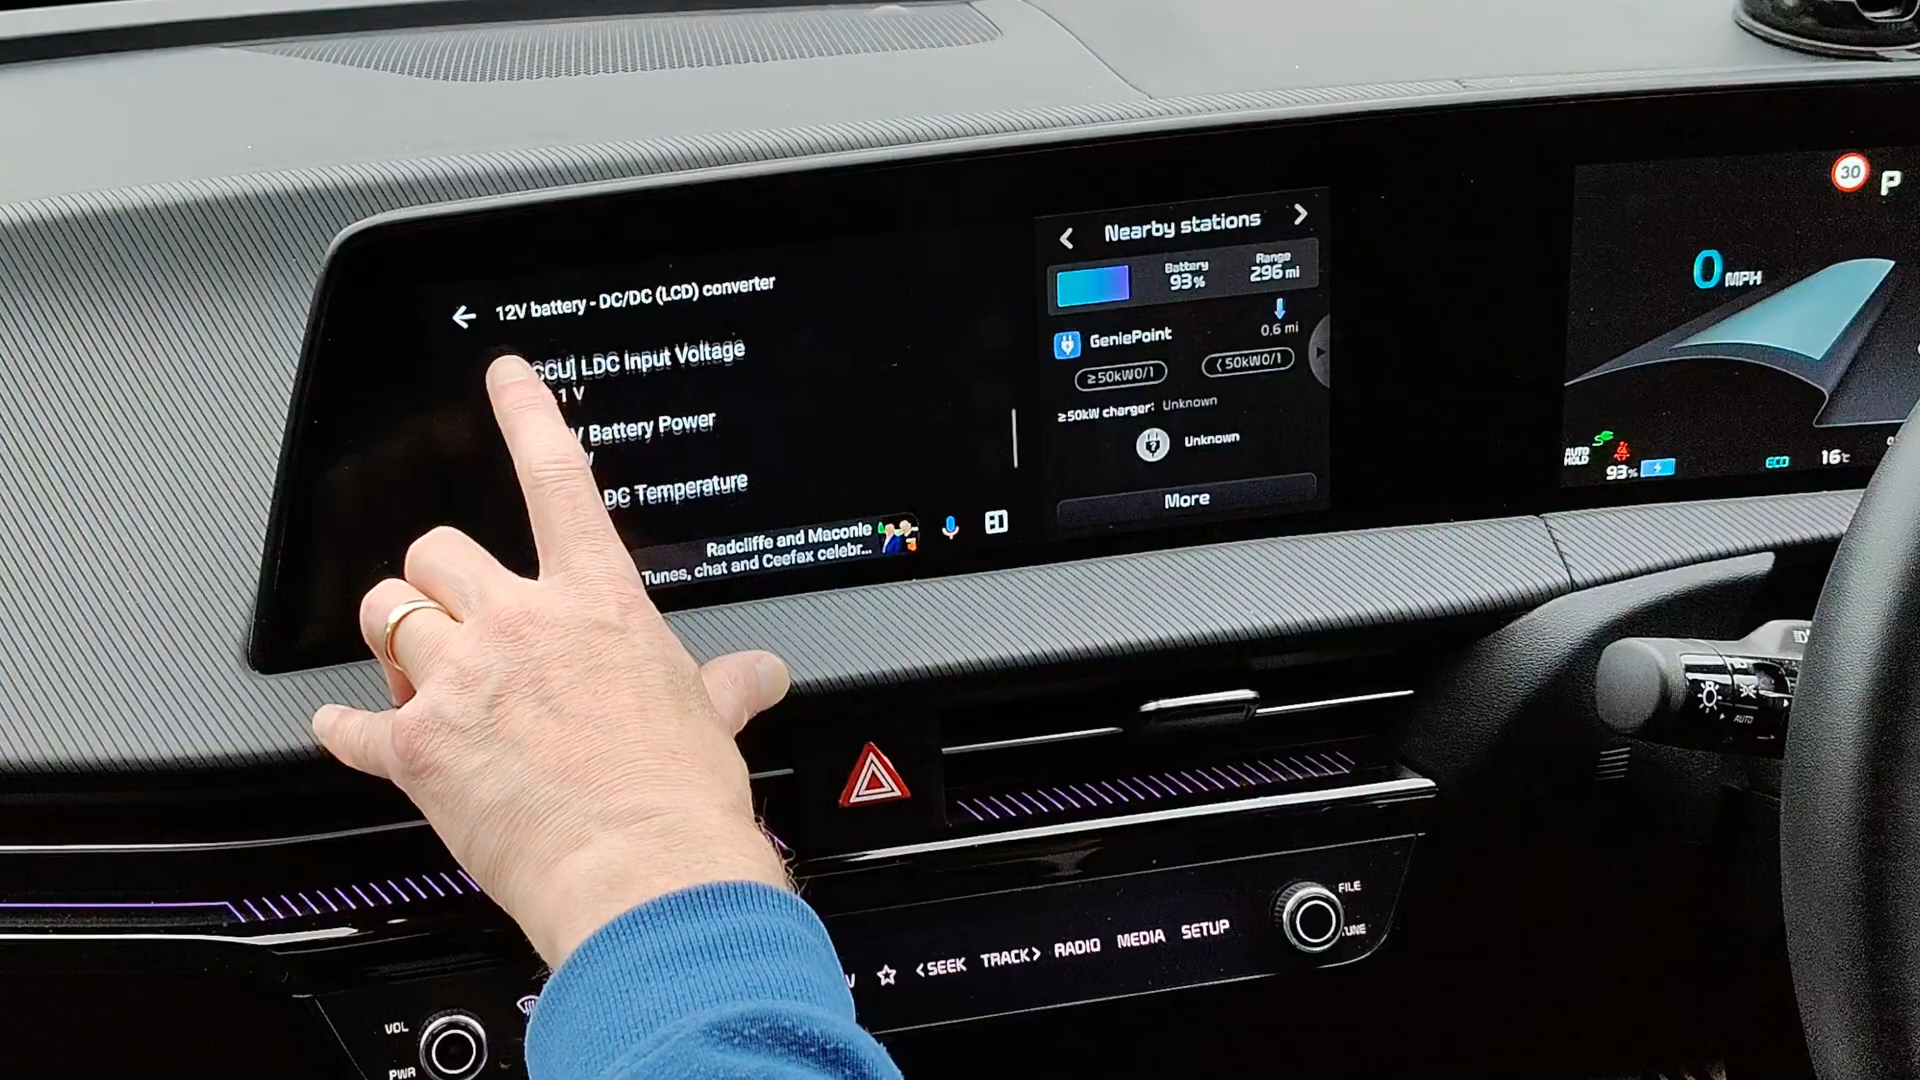 12V battery - DC/DC (LCD) converter
CCU] LDC Input Voltage
.1 V
V Battery Power
DC Temperature
Radcliffe and Maconie
Tunes, chat and Ceefax celebr...
Nearby stations
Battery
93%
Range
296 mi
GeniePoint
0.6 mi
≥50kW0/1
<50kW0/1
≥50kW charger: Unknown
Unknown
More
30
P
0 MPH
AUTO
HOLD
93%
ECO
16°c
AUTO
<SEEK
TRACK>
RADIO
MEDIA
SETUP
FILE
TUNE
VOL
PWR